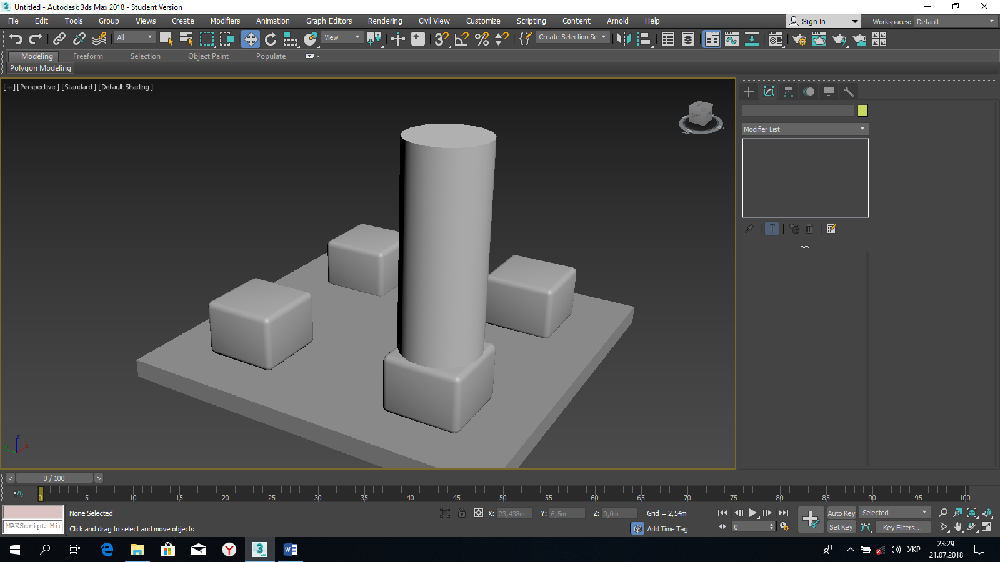 Untitled - Autodesk 3ds Max 2018 - Student Version
File Edit Tools Group Views Create Modifiers Animation Graph Editors Rendering Civil View Customize Scripting Content Arnold Help
Sign In
Workspaces: Default
All
View
Create Selection Se
Modeling Freeform Selection Object Paint Populate
Polygon Modeling
[+] [Perspective] [Standard] [Default Shading]
Modifier List
z
y
x
< 0 / 100 >
0 5 10 15 20 25 30 35 40 45 50 55 60 65 70 75 80 85 90 95 100
None Selected
X: 23,438m Y: 6,5m Z: 0,0m Grid = 2,54m
Auto Key Selected
MAXScript Mi
Click and drag to select and move objects
Add Time Tag
0
Set Key Key Filters...
УКР
23:29
21.07.2018